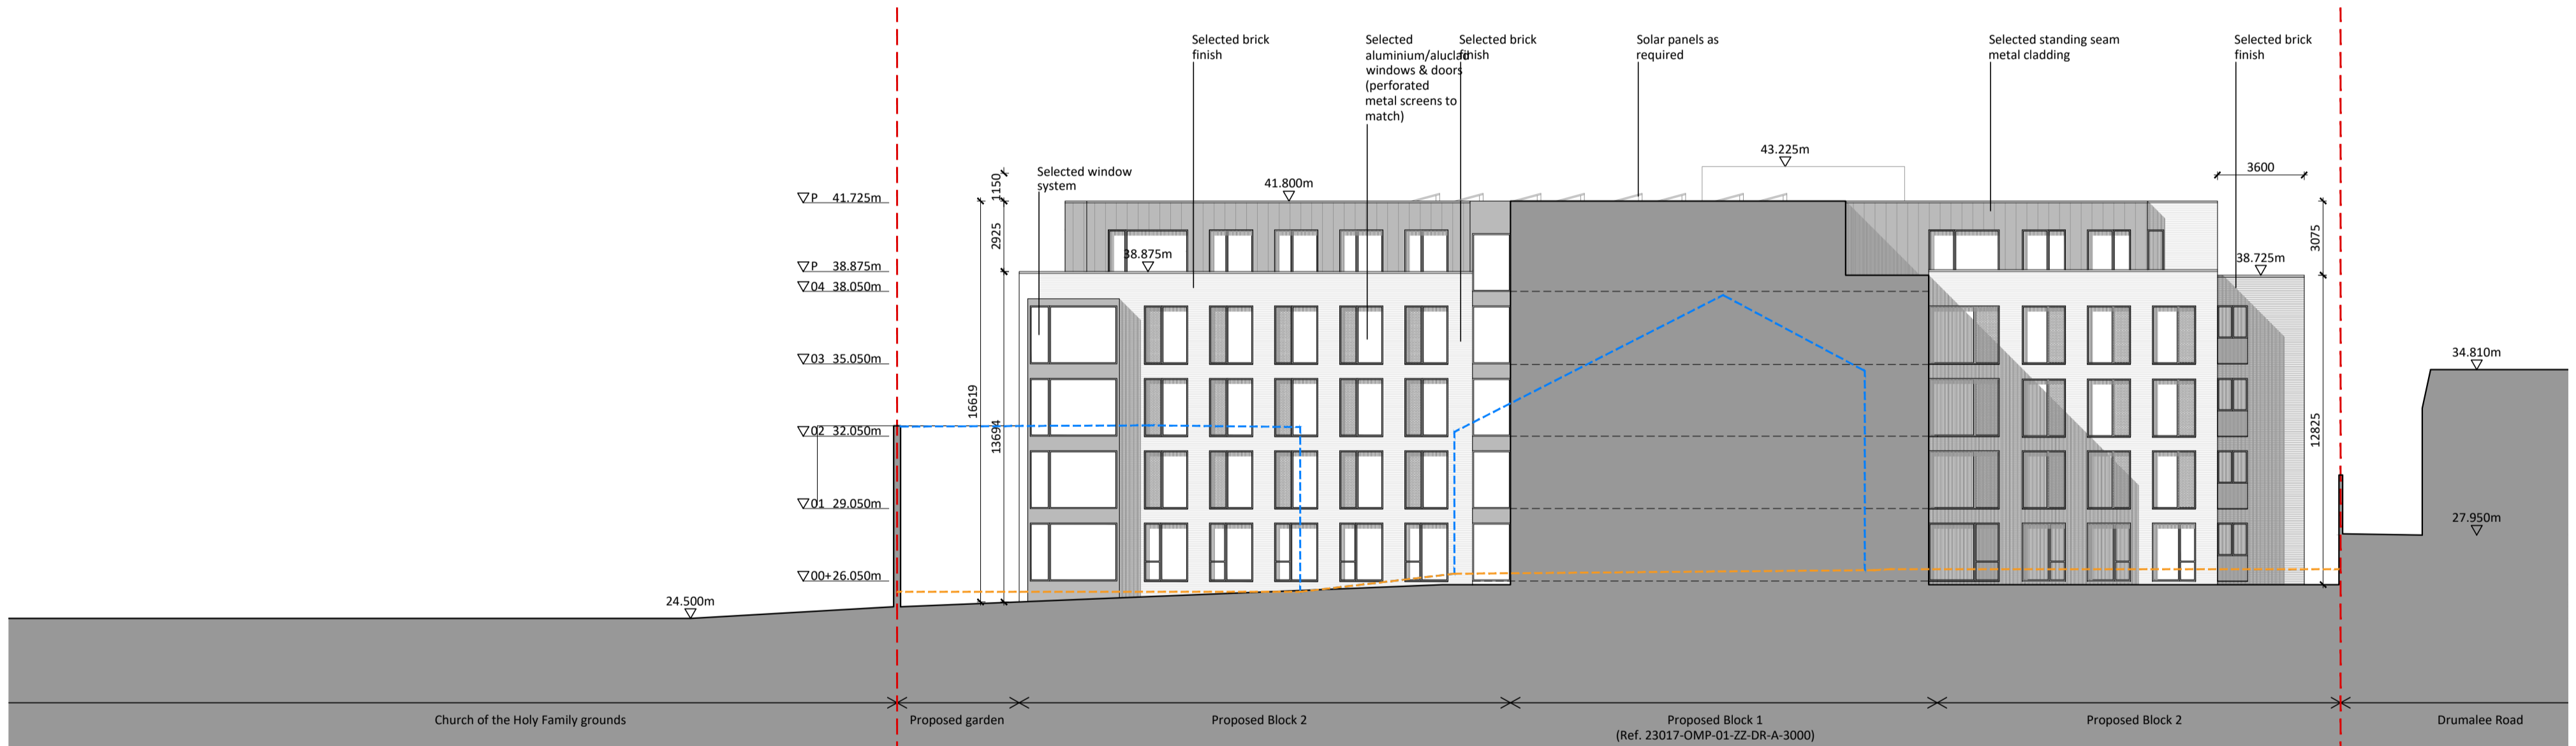 Selected brick
finish
Selected
aluminium/aluclad
windows & doors
(perforated
metal screens to
match)
Selected brick
finish
Solar panels as
required
Selected standing seam
metal cladding
Selected brick
finish
Selected window
system
43.225m
41.800m
38.875m
3600
38.725m
3075
12825
34.810m
27.950m
1150
2925
16619
13694
P 41.725m
P 38.875m
04 38.050m
03 35.050m
02 32.050m
01 29.050m
00+26.050m
24.500m
Church of the Holy Family grounds
Proposed garden
Proposed Block 2
Proposed Block 1
(Ref. 23017-OMP-01-ZZ-DR-A-3000)
Proposed Block 2
Drumalee Road